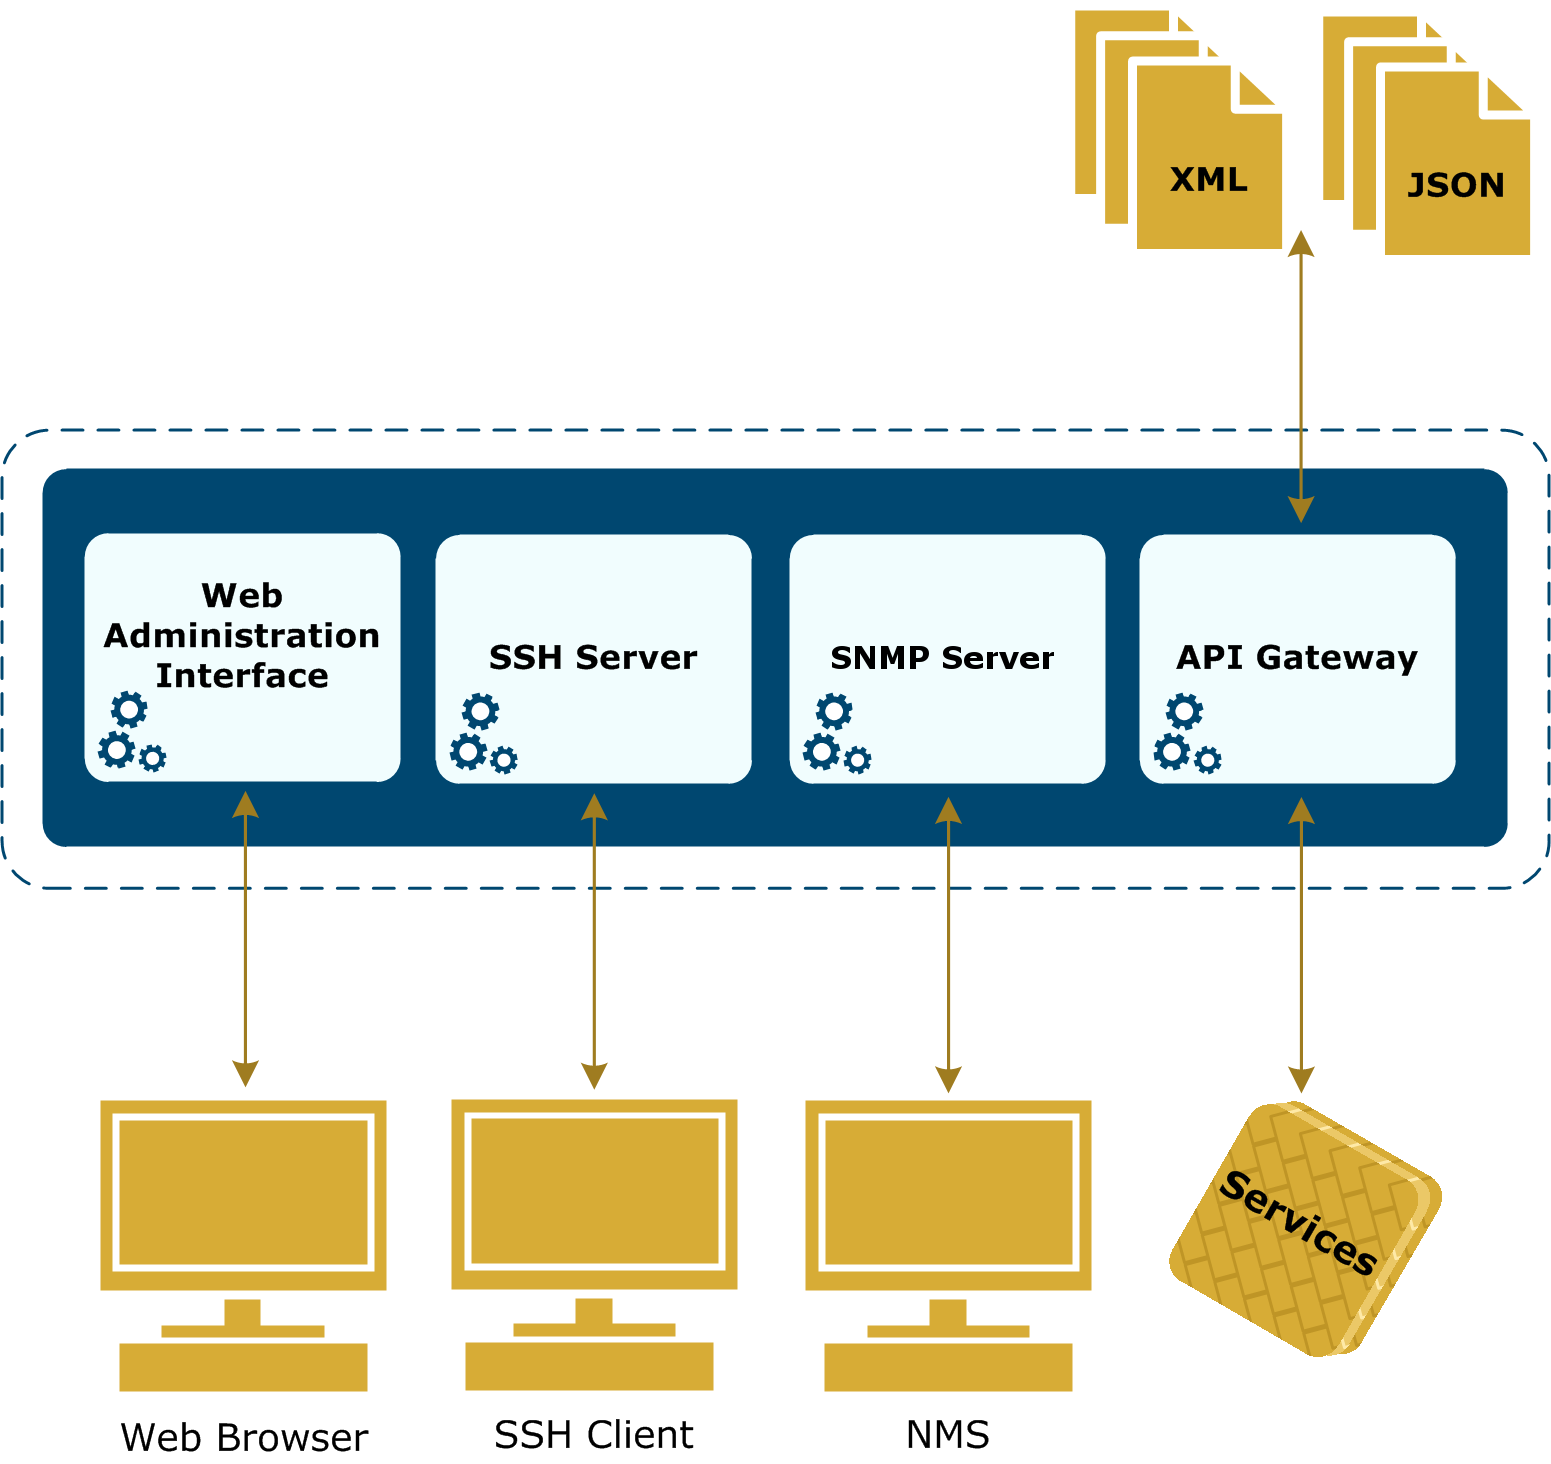 XML
JSON
Web
Administration
Interface
SSH Server
SNMP Server
API Gateway
Services
Web Browser
SSH Client
NMS